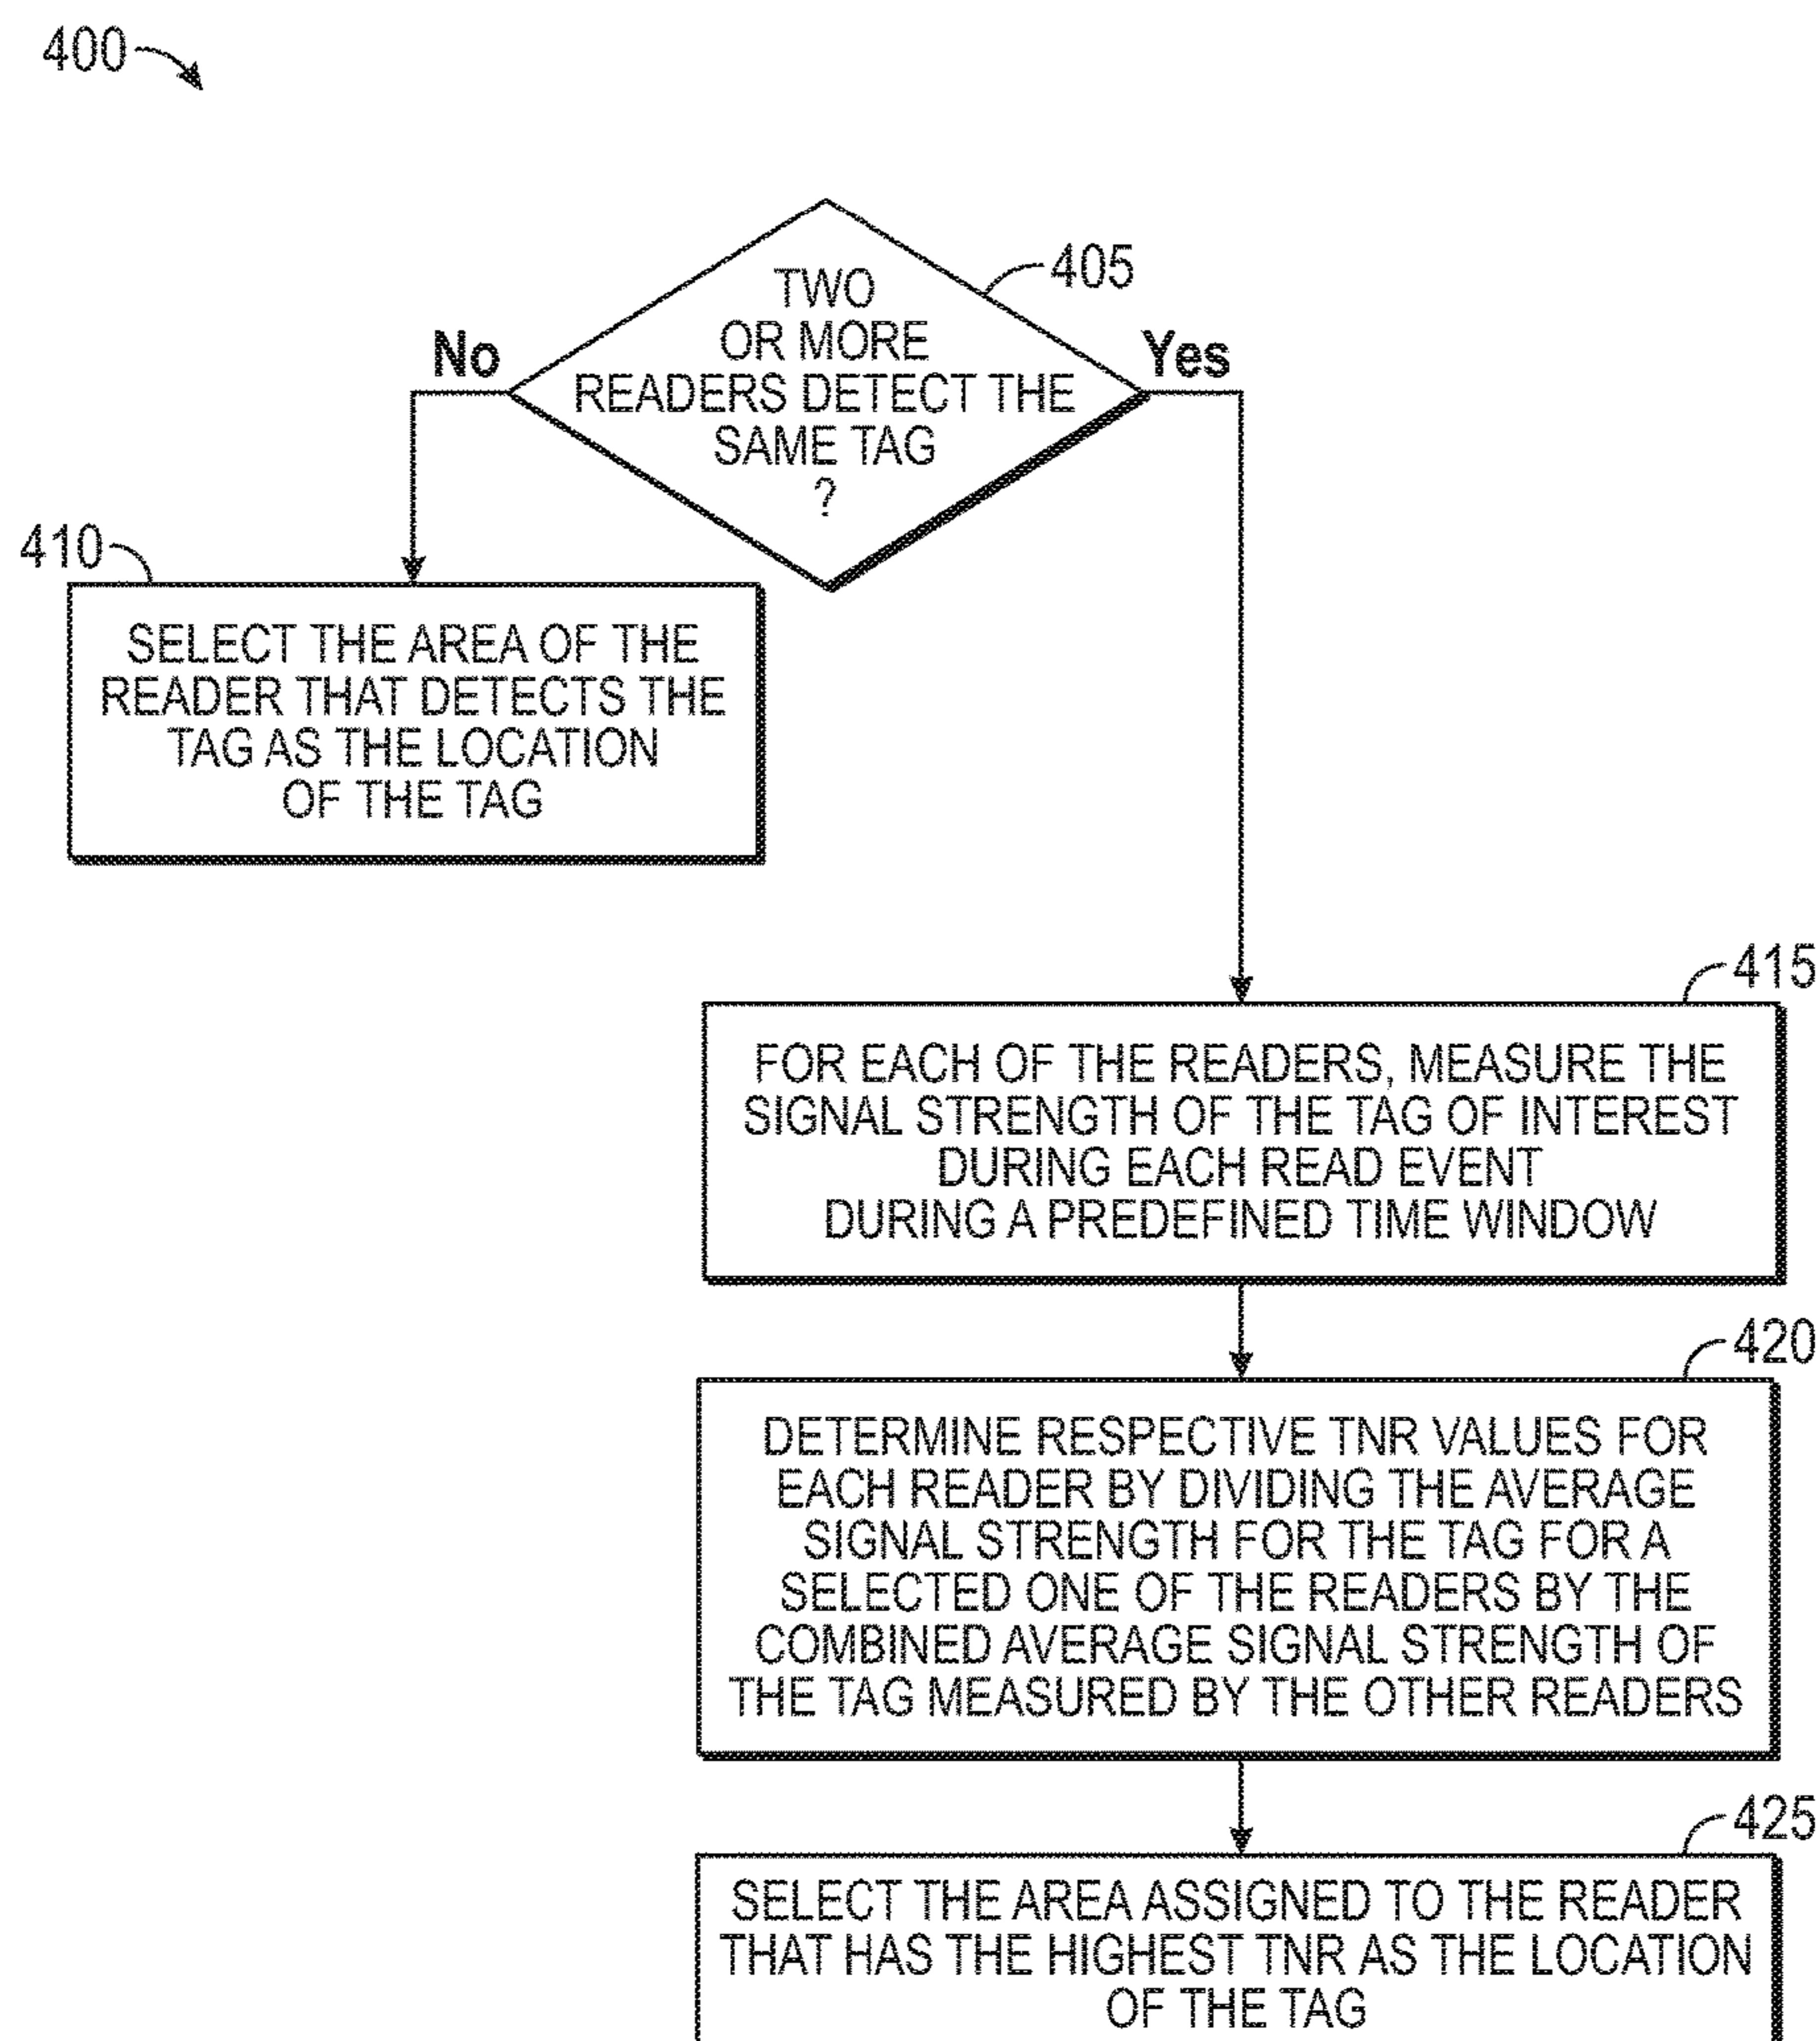 400
405
TWO
OR MORE
READERS DETECT THE
SAME TAG
?
No
Yes
410
SELECT THE AREA OF THE
READER THAT DETECTS THE
TAG AS THE LOCATION
OF THE TAG
415
FOR EACH OF THE READERS, MEASURE THE
SIGNAL STRENGTH OF THE TAG OF INTEREST
DURING EACH READ EVENT
DURING A PREDEFINED TIME WINDOW
420
DETERMINE RESPECTIVE TNR VALUES FOR
EACH READER BY DIVIDING THE AVERAGE
SIGNAL STRENGTH FOR THE TAG FOR A
SELECTED ONE OF THE READERS BY THE
COMBINED AVERAGE SIGNAL STRENGTH OF
THE TAG MEASURED BY THE OTHER READERS
425
SELECT THE AREA ASSIGNED TO THE READER
THAT HAS THE HIGHEST TNR AS THE LOCATION
OF THE TAG